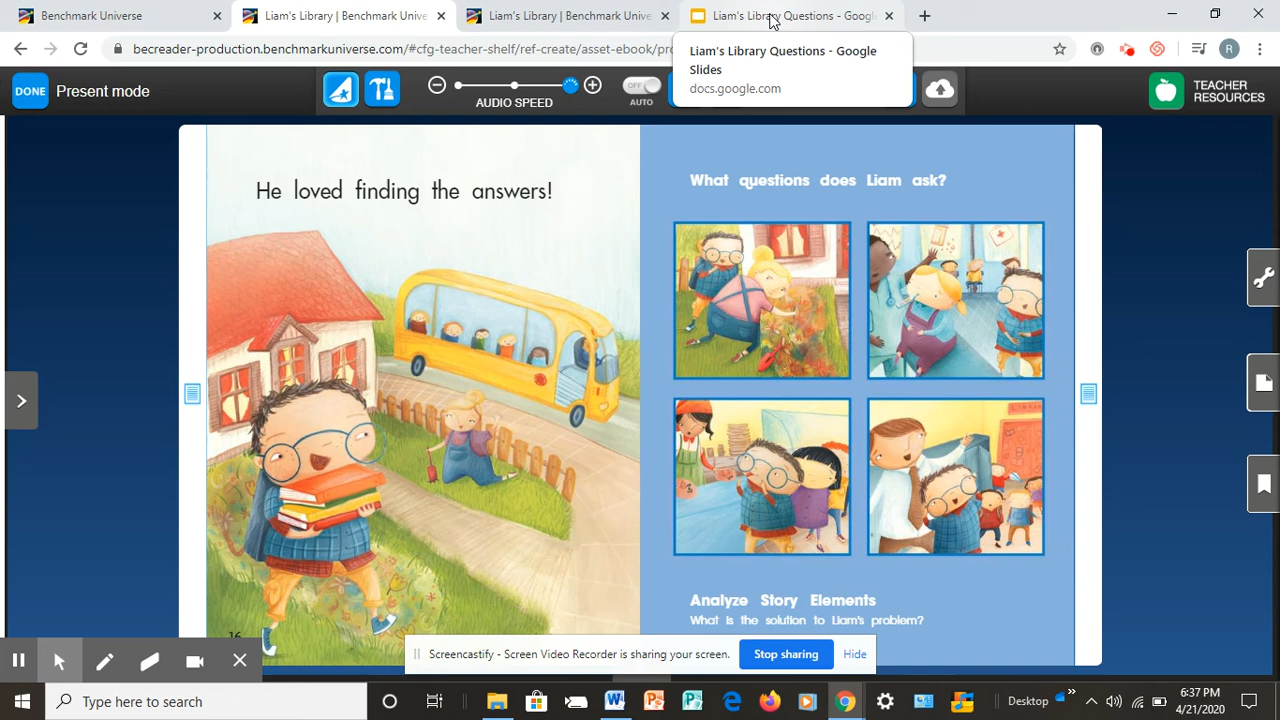 Benchmark Universe
Liam's Library | Benchmark Unive
Liam's Library | Benchmark Unive
Liam's Library Questions - Googl
becreader-production.benchmarkuniverse.com/#cfg-teacher-shelf/ref-create/asset-ebook/pro
R
Liam's Library Questions - Google
Slides
docs.google.com
DONE
Present mode
AUDIO SPEED
OFF
AUTO
TEACHER
RESOURCES
He loved finding the answers!
What questions does Liam ask?
Analyze Story Elements
What is the solution to Liam's problem?
16
Screencastify - Screen Video Recorder is sharing your screen.
Stop sharing
Hide
Type here to search
Desktop
6:37 PM
4/21/2020